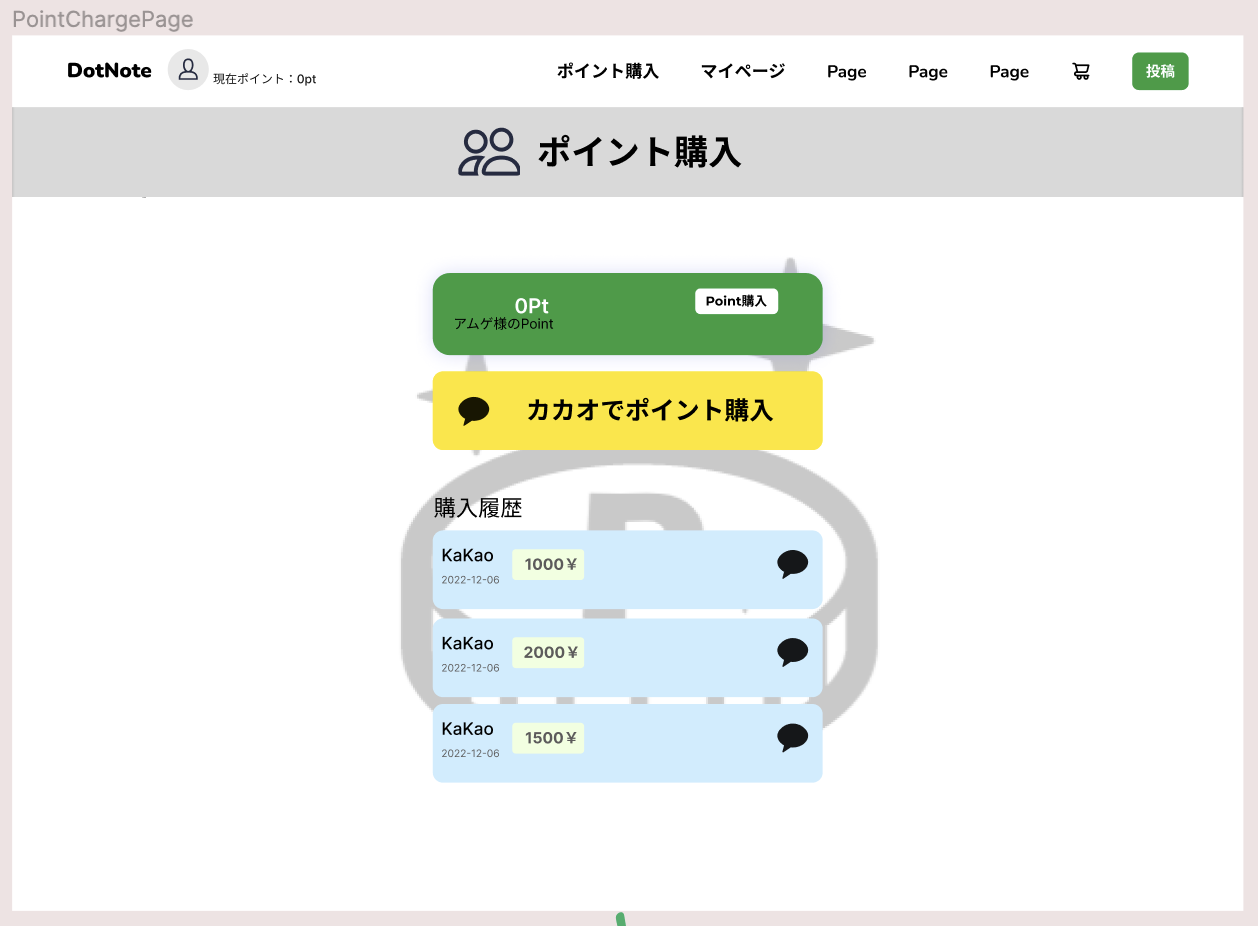 PointChargePage
DotNote 現在ポイント：0pt ポイント購入 マイページ Page Page Page 投稿
ポイント購入
0Pt Point購入
アムゲ様のPoint
カカオでポイント購入
購入履歴
KaKao 1000¥
2022-12-06
KaKao 2000¥
2022-12-06
KaKao 1500¥
2022-12-06